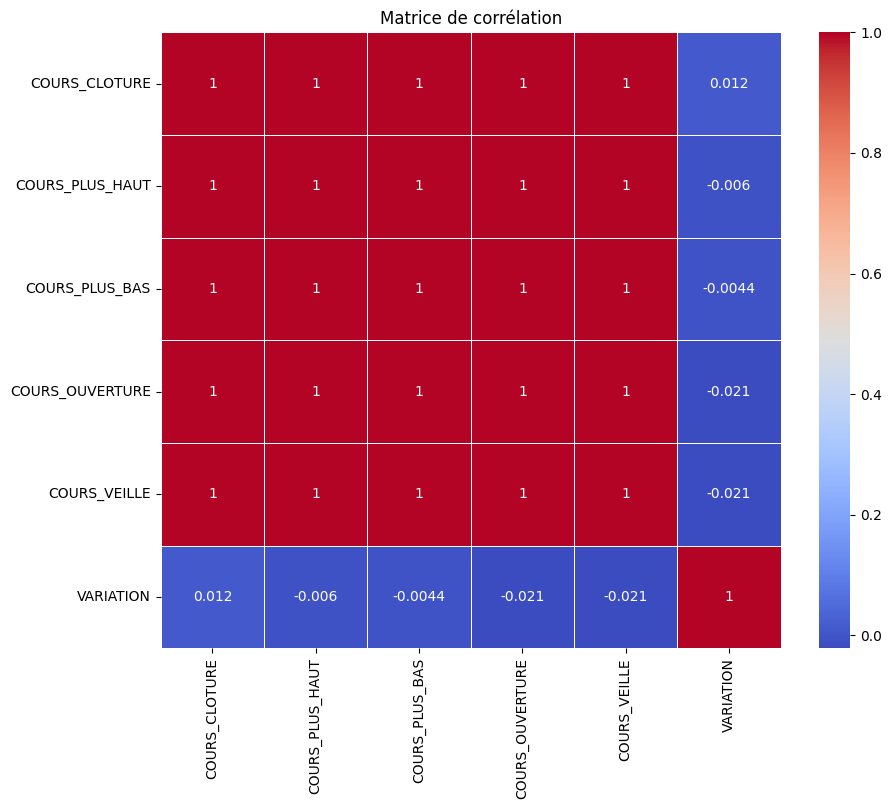 Matrice de corrélation
COURS_CLOTURE 1 1 1 1 1 0.012
COURS_PLUS_HAUT 1 1 1 1 1 -0.006
COURS_PLUS_BAS 1 1 1 1 1 -0.0044
COURS_OUVERTURE 1 1 1 1 1 -0.021
COURS_VEILLE 1 1 1 1 1 -0.021
VARIATION 0.012 -0.006 -0.0044 -0.021 -0.021 1
COURS_CLOTURE
COURS_PLUS_HAUT
COURS_PLUS_BAS
COURS_OUVERTURE
COURS_VEILLE
VARIATION
1.0
0.8
0.6
0.4
0.2
0.0